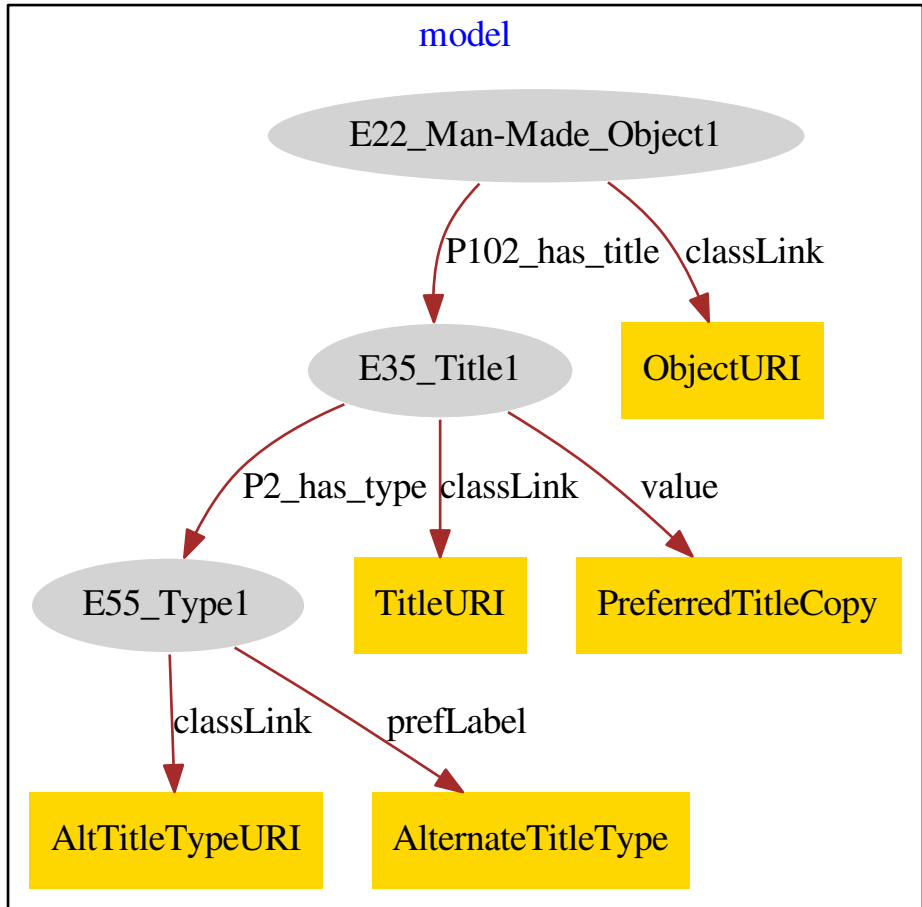 model
E22_Man-Made_Object1
P102_has_title
classLink
E35_Title1
ObjectURI
P2_has_type
classLink
value
E55_Type1
TitleURI
PreferredTitleCopy
classLink
prefLabel
AltTitleTypeURI
AlternateTitleType